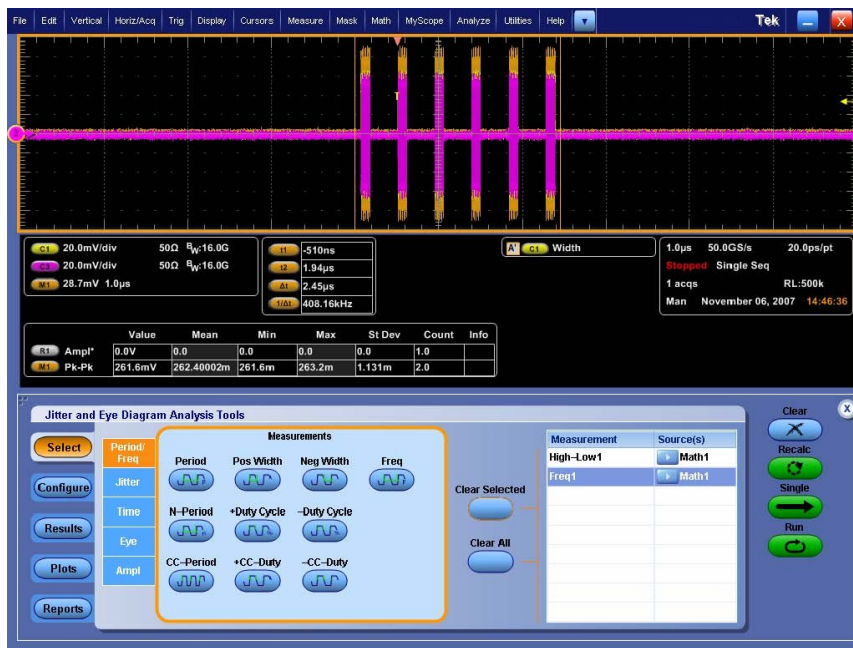 File Edit Vertical Horiz/Acq Trig Display Cursors Measure Mask Math MyScope Analyze Utilities Help Tek X
T
3
C1 20.0mV/div 50Ω BW:16.0G
C3 20.0mV/div 50Ω BW:16.0G
M1 28.7mV 1.0µs
t1 -510ns
t2 1.94µs
Δt 2.45µs
1/Δt 408.16kHz
A' C1 Width
1.0µs 50.0GS/s 20.0ps/pt
Stopped Single Seq
1 acqs RL:500k
Man November 06, 2007 14:46:36
Value Mean Min Max St Dev Count Info
R1 Ampl* 0.0V 0.0 0.0 0.0 0.0 1.0
M1 Pk-Pk 261.6mV 262.40002m 261.6m 263.2m 1.131m 2.0
Jitter and Eye Diagram Analysis Tools
Select
Configure
Results
Plots
Reports
Period/
Freq
Jitter
Time
Eye
Ampl
Measurements
Period Pos Width Neg Width Freq
N–Period +Duty Cycle –Duty Cycle
CC–Period +CC–Duty –CC–Duty
Clear Selected
Clear All
Measurement Source(s)
High–Low1 Math1
Freq1 Math1
Clear
X
Recalc
Single
Run